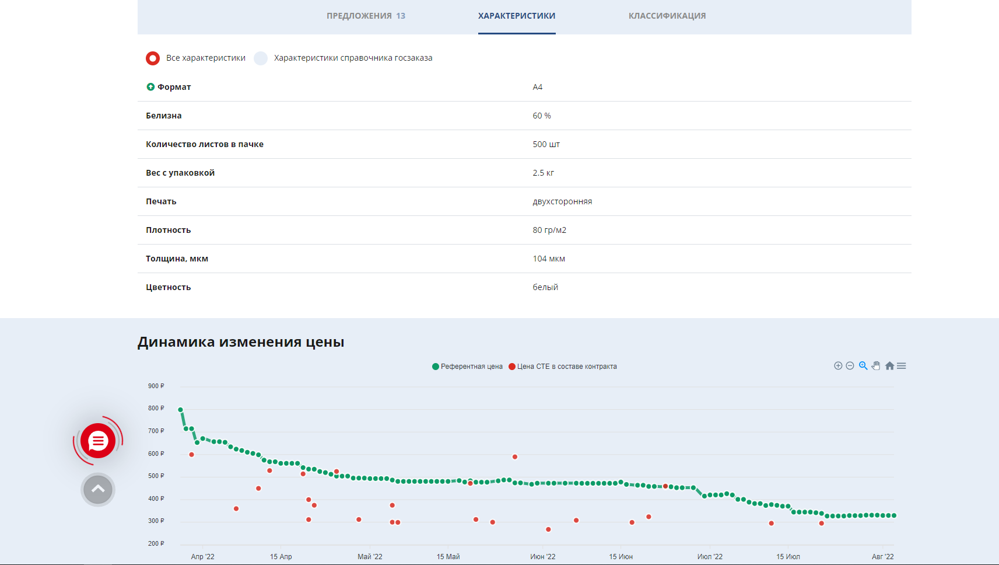 ПРЕДЛОЖЕНИЯ 13 ХАРАКТЕРИСТИКИ КЛАССИФИКАЦИЯ
Все характеристики Характеристики справочника госзаказа
Формат А4
Белизна 60 %
Количество листов в пачке 500 шт
Вес с упаковкой 2.5 кг
Печать двухсторонняя
Плотность 80 гр/м2
Толщина, мкм 104 мкм
Цветность белый
Динамика изменения цены
Референтная цена Цена СТЕ в составе контракта
900 ₽
800 ₽
700 ₽
600 ₽
500 ₽
400 ₽
300 ₽
200 ₽
Апр '22 15 Апр Май '22 15 Май Июн '22 15 Июн Июл '22 15 Июл Авг '22